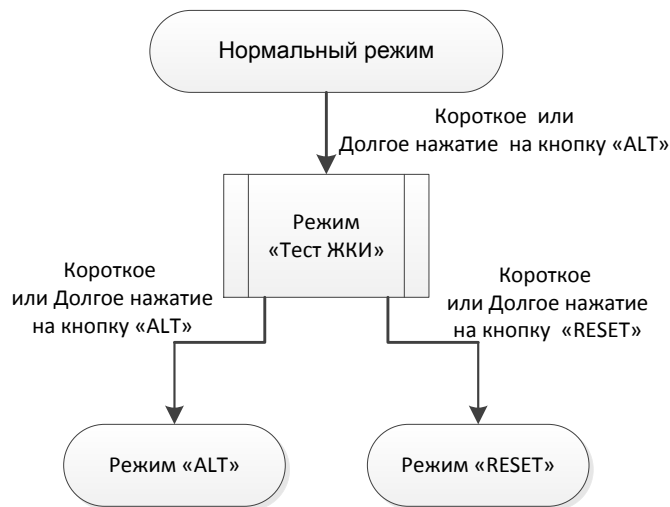 Нормальный режим
Короткое или
Долгое нажатие на кнопку «ALT»
Режим
«Тест ЖКИ»
Короткое
или Долгое нажатие
на кнопку «ALT»
Короткое
или Долгое нажатие
на кнопку «RESET»
Режим «ALT»
Режим «RESET»